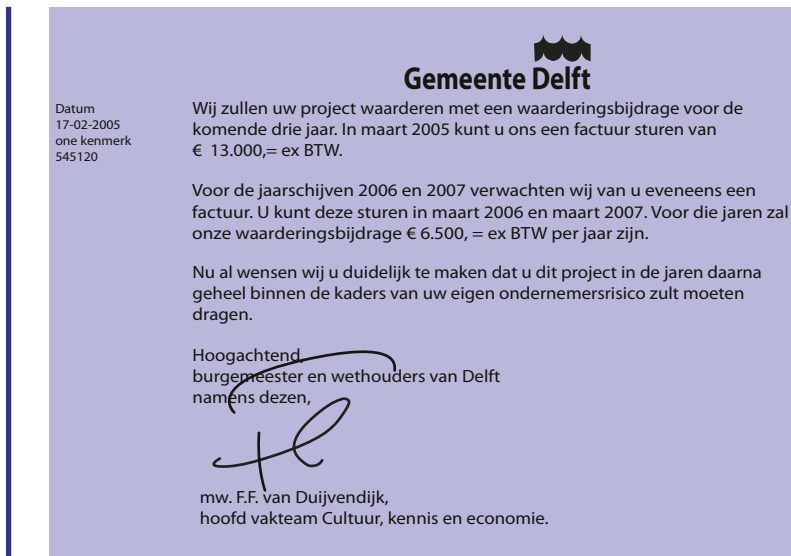 Gemeente Delft
Datum
17-02-2005
one kenmerk
545120
Wij zullen uw project waarderen met een waarderingsbijdrage voor de
komende drie jaar. In maart 2005 kunt u ons een factuur sturen van
€ 13.000,= ex BTW.
Voor de jaarschijven 2006 en 2007 verwachten wij van u eveneens een
factuur. U kunt deze sturen in maart 2006 en maart 2007. Voor die jaren zal
onze waarderingsbijdrage € 6.500, = ex BTW per jaar zijn.
Nu al wensen wij u duidelijk te maken dat u dit project in de jaren daarna
geheel binnen de kaders van uw eigen ondernemersrisico zult moeten
dragen.
Hoogachtend,
burgemeester en wethouders van Delft
namens dezen,
mw. F.F. van Duijvendijk,
hoofd vakteam Cultuur, kennis en economie.